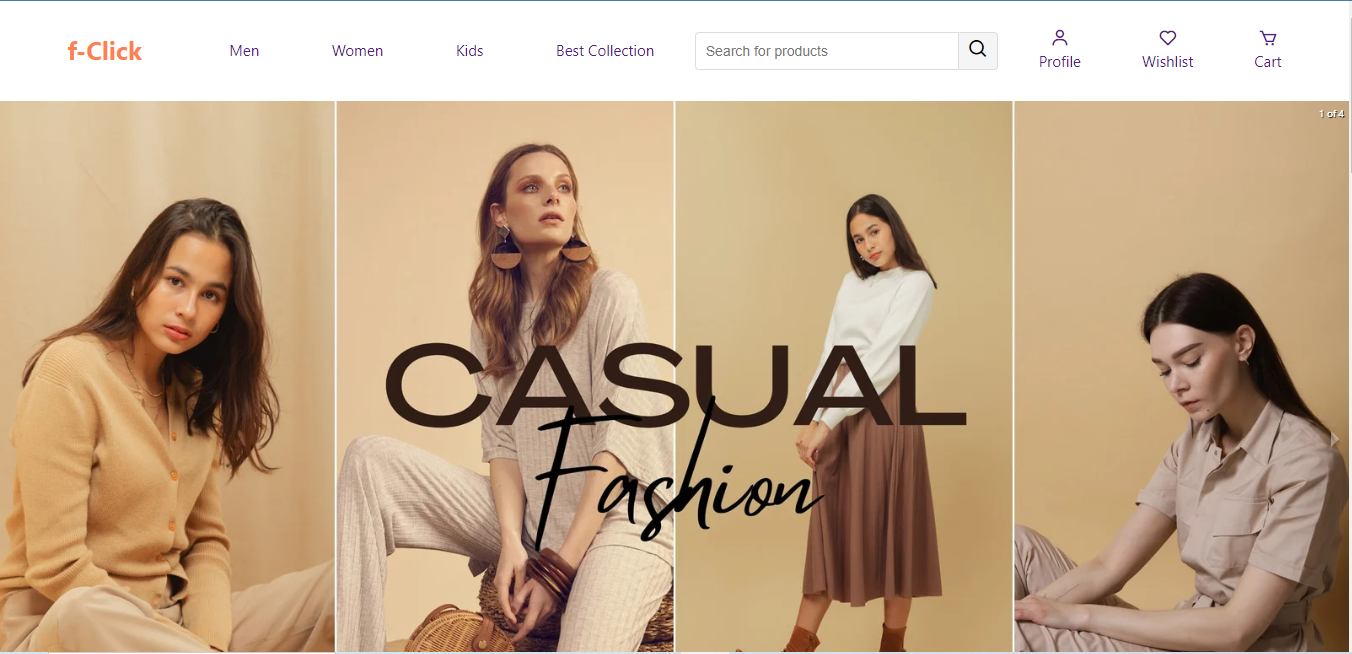 f-Click
Men
Women
Kids
Best Collection
Search for products
Profile
Wishlist
Cart
1 of 4
CASUAL
Fashion